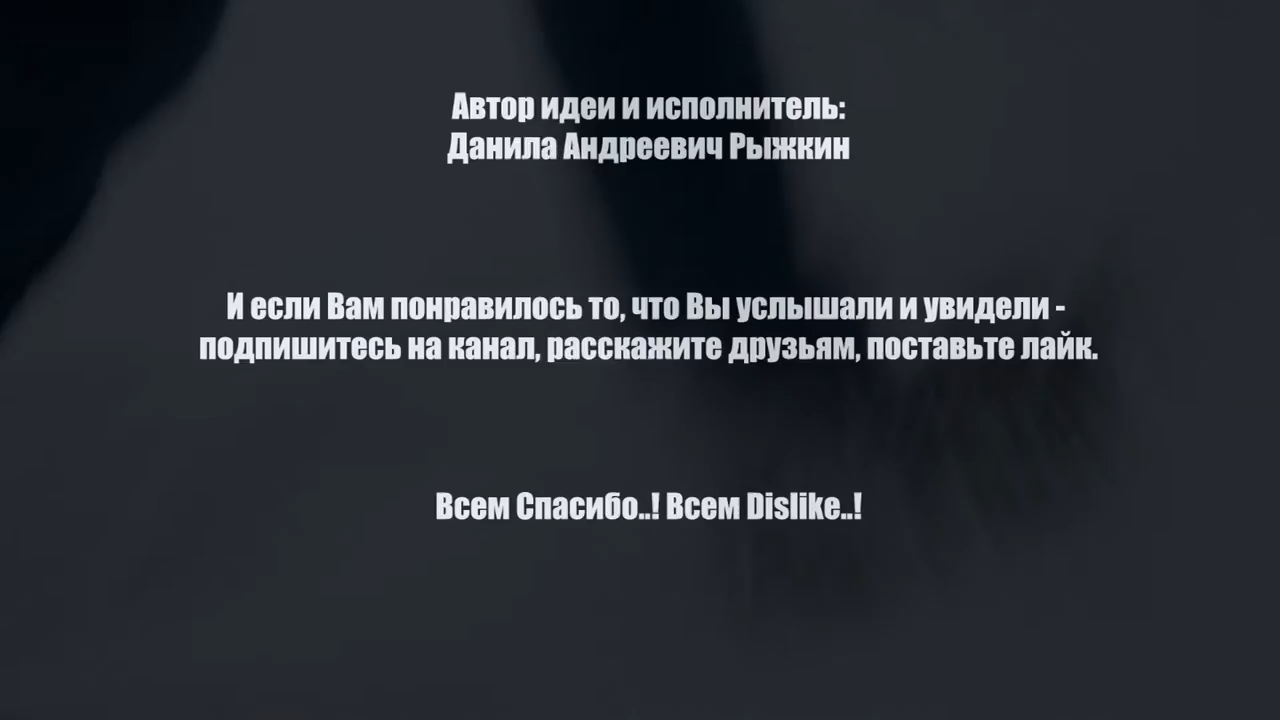 Автор идеи и исполнитель:
Данила Андреевич Рыжкин
И если Вам понравилось то, что Вы услышали и увидели -
подпишитесь на канал, расскажите друзьям, поставьте лайк.
Всем Спасибо..! Всем Dislike..!